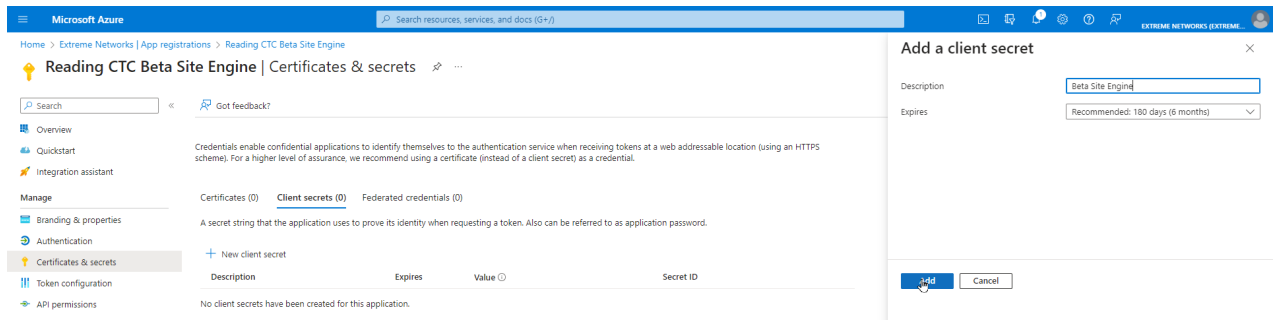 Microsoft Azure
Search resources, services, and docs (G+/)
1
EXTREME NETWORKS (EXTREME...
Home > Extreme Networks | App registrations > Reading CTC Beta Site Engine
Reading CTC Beta Site Engine | Certificates & secrets
Search
Got feedback?
Overview
Quickstart
Integration assistant
Manage
Branding & properties
Authentication
Certificates & secrets
Token configuration
API permissions
Credentials enable confidential applications to identify themselves to the authentication service when receiving tokens at a web addressable location (using an HTTPS
scheme). For a higher level of assurance, we recommend using a certificate (instead of a client secret) as a credential.
Certificates (0) Client secrets (0) Federated credentials (0)
A secret string that the application uses to prove its identity when requesting a token. Also can be referred to as application password.
New client secret
Description Expires Value Secret ID
No client secrets have been created for this application.
Add a client secret
Description Beta Site Engine
Expires Recommended: 180 days (6 months)
Add Cancel